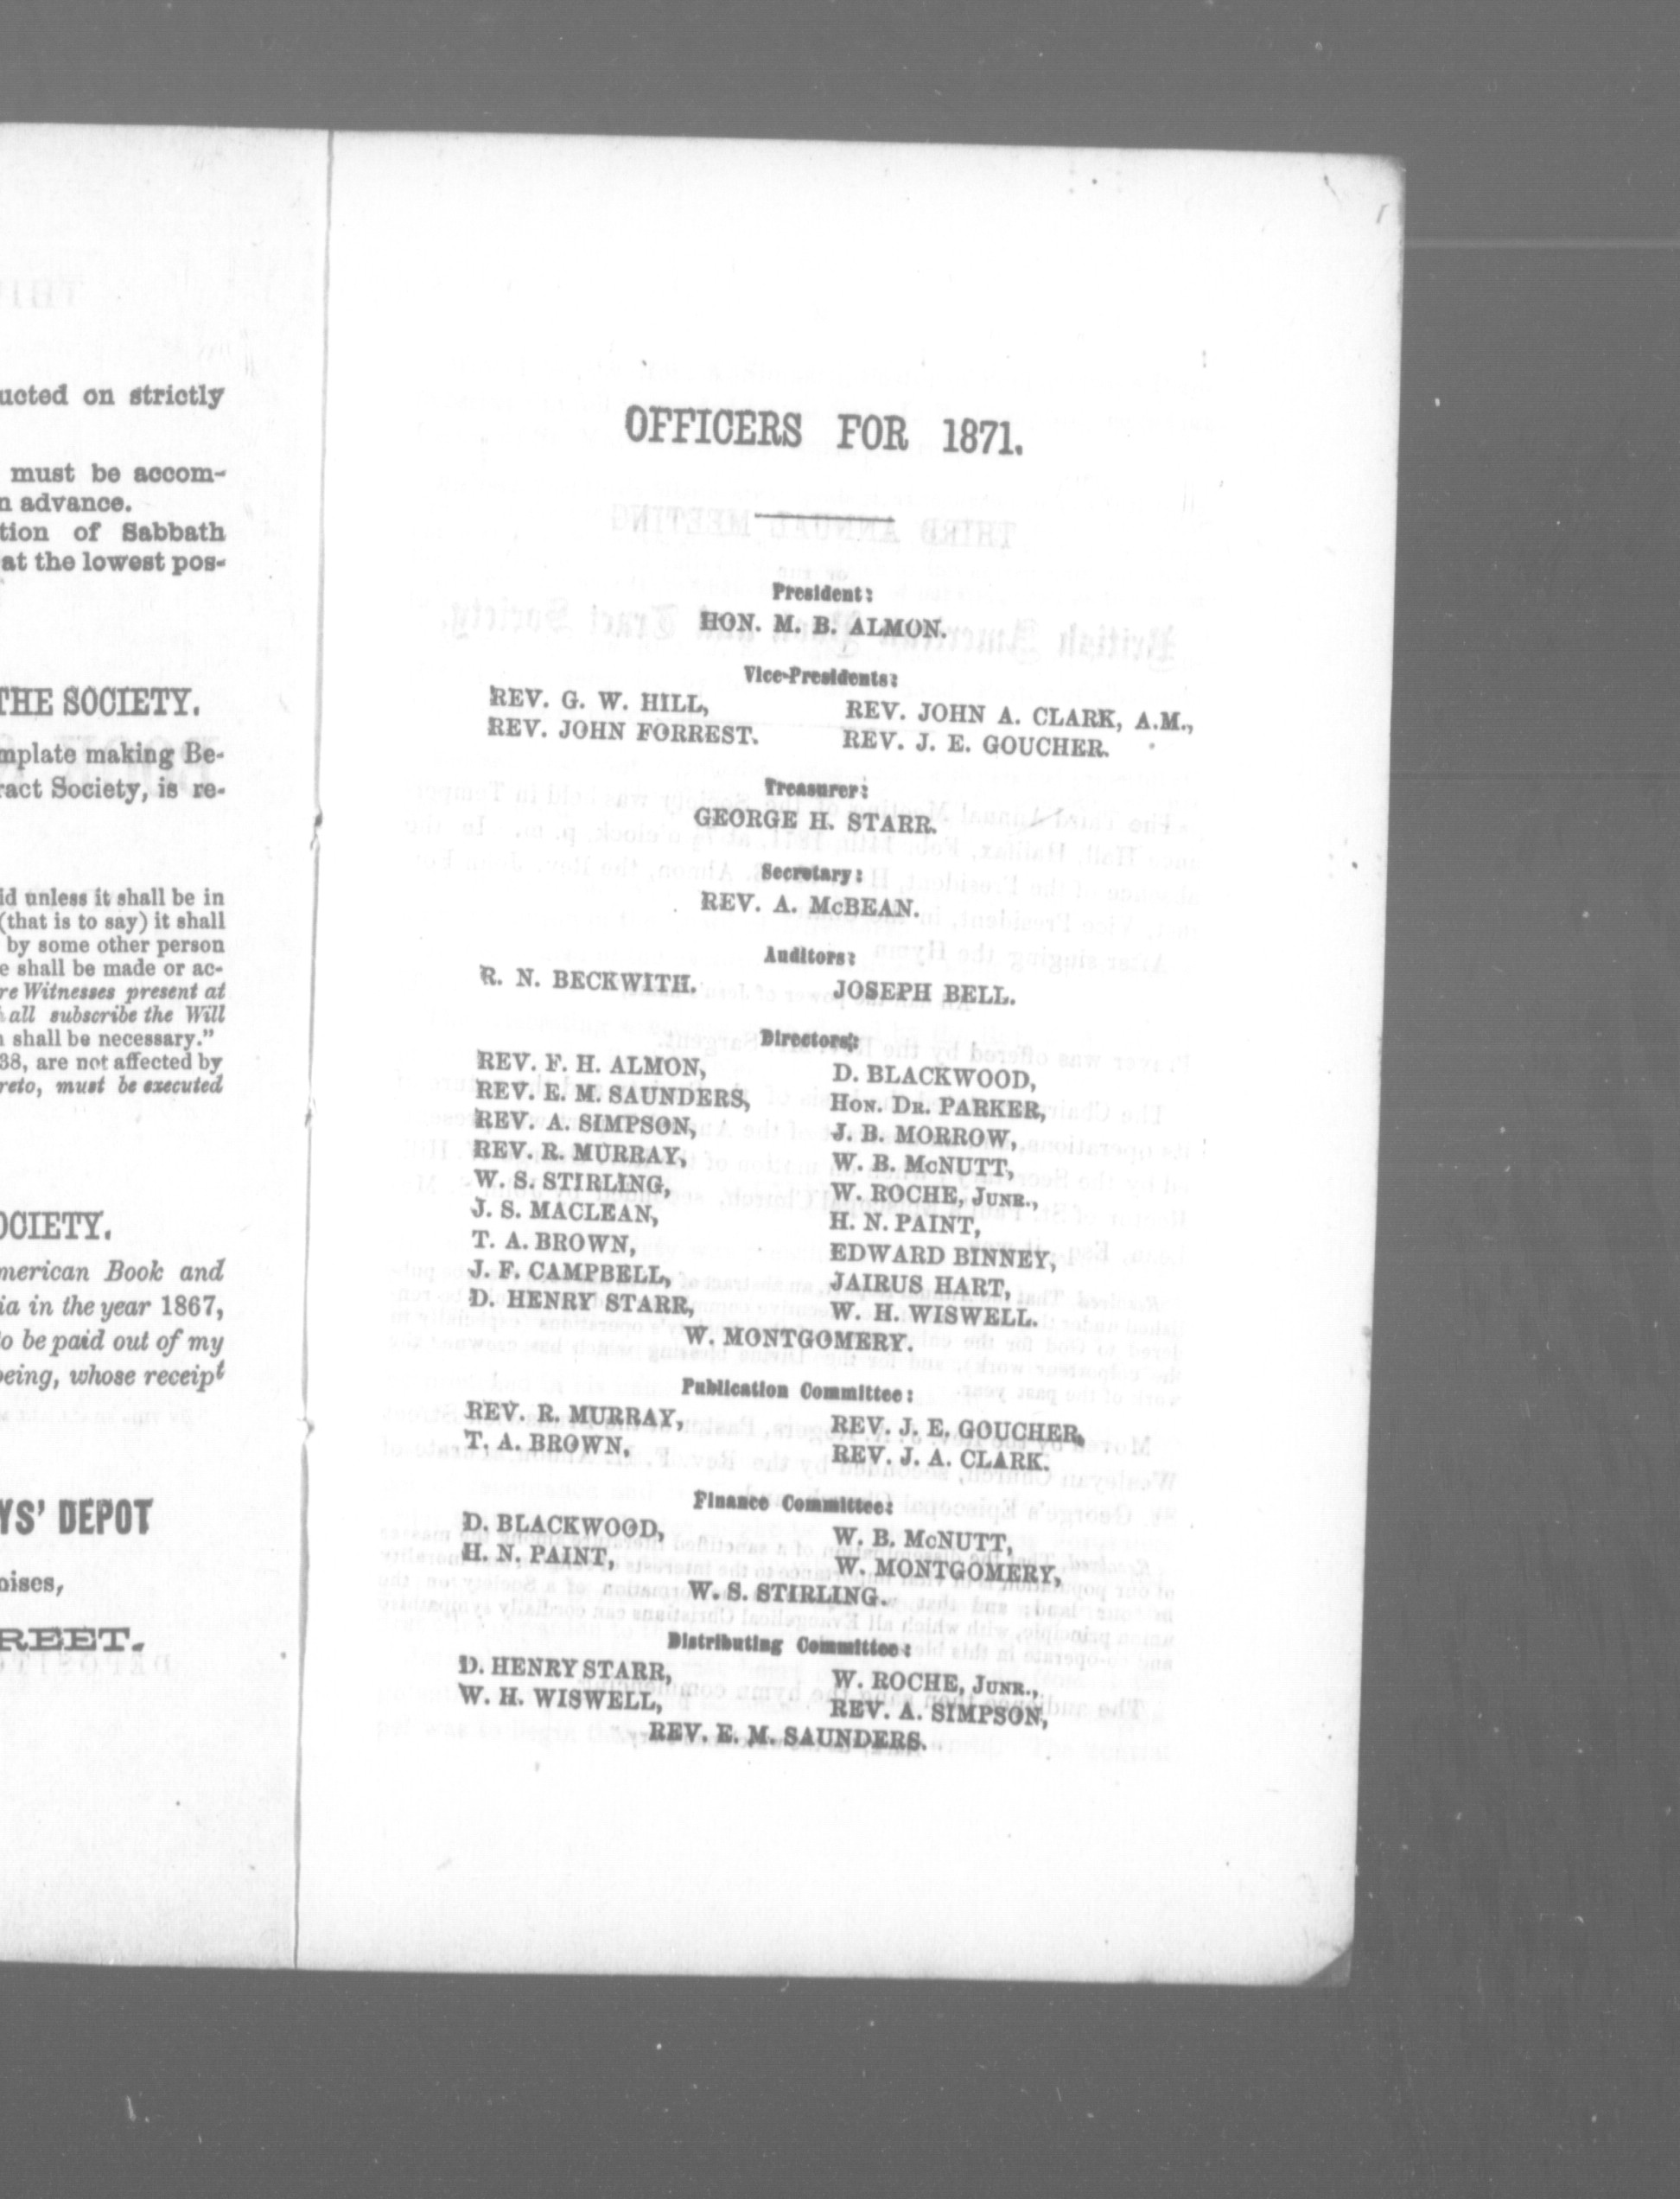 ucted on strictly
must be accom-
n advance.
tion of Sabbath
at the lowest pos-
THE SOCIETY.
mplate making Be-
ract Society, is re-
id unless it shall be in
(that is to say) it shall
by some other person
e shall be made or ac-
re Witnesses present at
all subscribe the Will
shall be necessary."
38, are not affected by
reto, must be executed
OCIETY.
merican Book and
ia in the year 1867,
to be paid out of my
being, whose receipt
YS' DEPOT
oises,
REET.
OFFICERS FOR 1871.
President:
HON. M. B. ALMON.
Vice-Presidents:
REV. G. W. HILL, REV. JOHN A. CLARK, A.M.,
REV. JOHN FORREST. REV. J. E. GOUCHER.
Treasurer:
GEORGE H. STARR.
Secretary:
REV. A. McBEAN.
Auditors:
R. N. BECKWITH. JOSEPH BELL.
Directors:
REV. F. H. ALMON, D. BLACKWOOD,
REV. E. M. SAUNDERS, HON. DR. PARKER,
REV. A. SIMPSON, J. B. MORROW,
REV. R. MURRAY, W. B. McNUTT,
W. S. STIRLING, W. ROCHE, JUNR.,
J. S. MACLEAN, H. N. PAINT,
T. A. BROWN, EDWARD BINNEY,
J. F. CAMPBELL, JAIRUS HART,
D. HENRY STARR, W. H. WISWELL.
W. MONTGOMERY.
Publication Committee:
REV. R. MURRAY, REV. J. E. GOUCHER,
T. A. BROWN, REV. J. A. CLARK.
Finance Committee:
D. BLACKWOOD, W. B. McNUTT,
H. N. PAINT, W. MONTGOMERY,
W. S. STIRLING.
Distributing Committee:
D. HENRY STARR, W. ROCHE, JUNR.,
W. H. WISWELL, REV. A. SIMPSON,
REV. E. M. SAUNDERS.